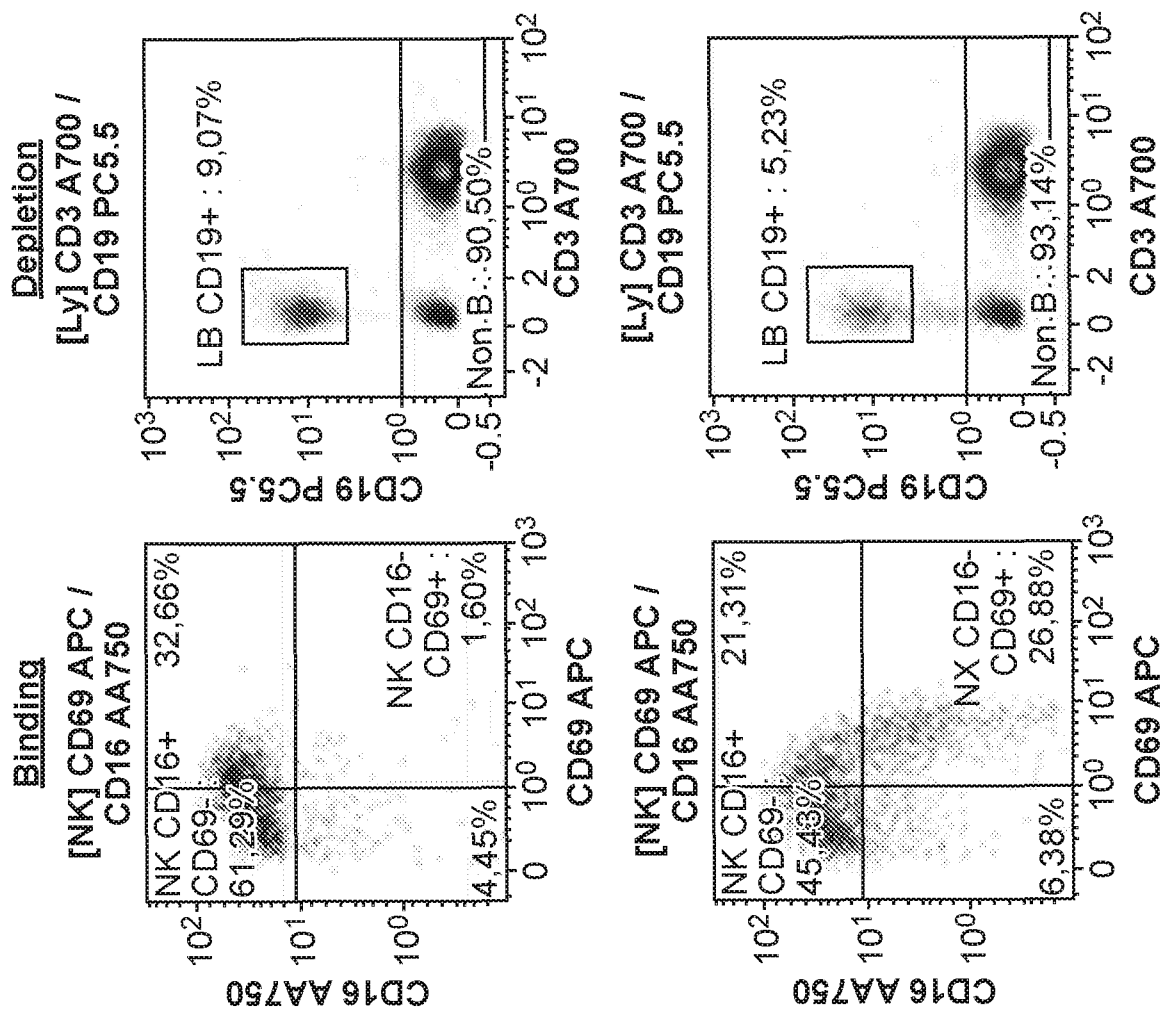 Binding
[NK] CD69 APC /
CD16 AA750
NK CD16+
CD69-:
61,29%
32,66%
NK CD16-
CD69+ :
1,60%
4,45%
10²
10¹
10⁰
CD16 AA750
0
10⁰
10¹
10²
10³
CD69 APC
Depletion
[Ly] CD3 A700 /
CD19 PC5.5
LB CD19+ : 9,07%
Non.B.:.90,50%
10³
10²
10¹
10⁰
0
-0.5
CD19 PC5.5
-2
0
2
10⁰
10¹
10²
CD3 A700
[NK] CD69 APC /
CD16 AA750
NK CD16+
CD69-:
45,43%
21,31%
NX CD16-
CD69+ :
26,88%
6,38%
10²
10¹
10⁰
CD16 AA750
0
10⁰
10¹
10²
10³
CD69 APC
[Ly] CD3 A700 /
CD19 PC5.5
LB CD19+ : 5,23%
Non.B.:.93,14%
10³
10²
10¹
10⁰
0
-0.5
CD19 PC5.5
-2
0
2
10⁰
10¹
10²
CD3 A700